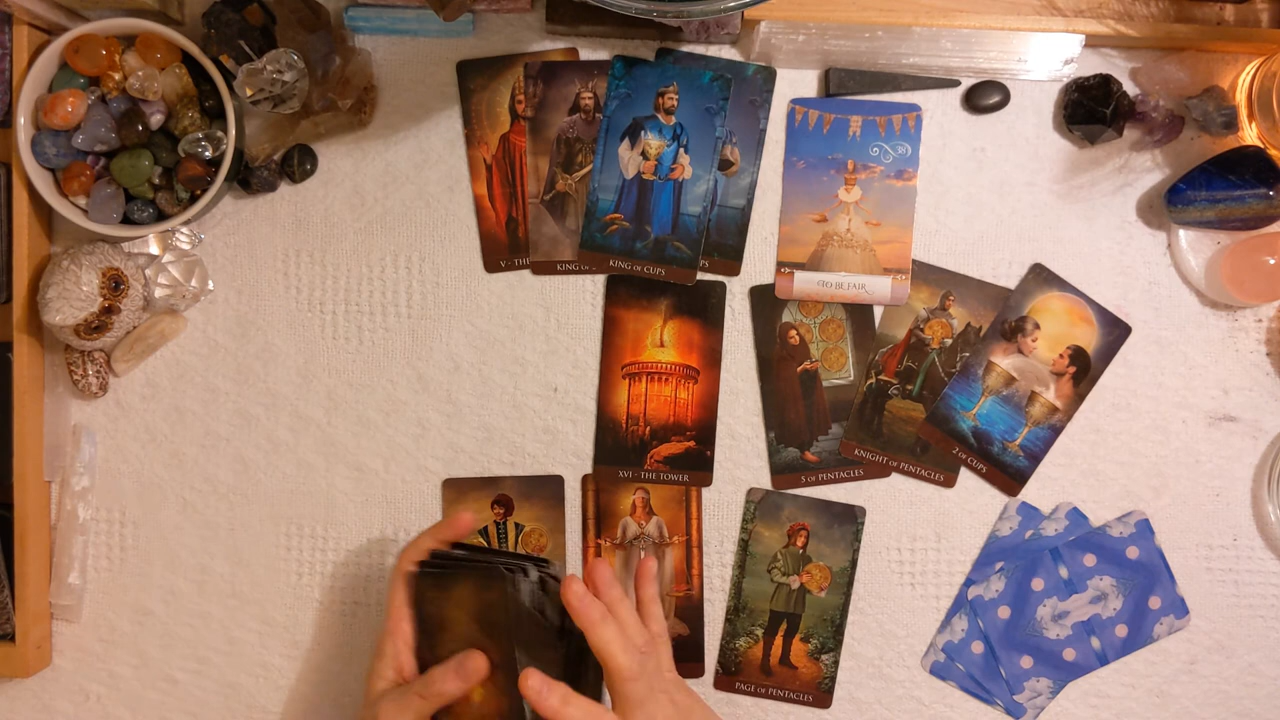 V - THE
KING OF
KING OF CUPS
PS
38
TO BE FAIR
XVI - THE TOWER
5 OF PENTACLES
KNIGHT OF PENTACLES
2 OF CUPS
PAGE OF PENTACLES